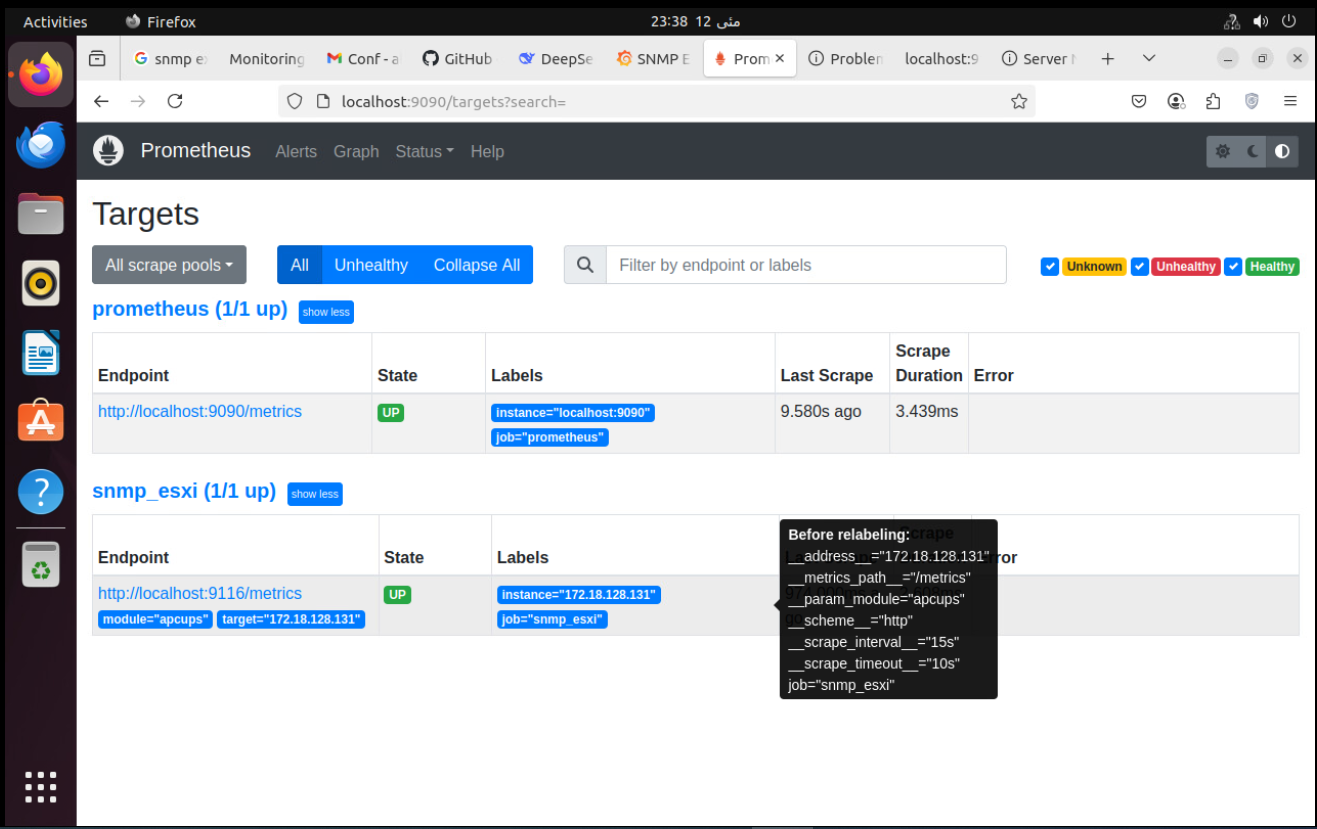 Activities
Firefox
23:38 12 مئی
snmp e
Monitoring
Conf - a
GitHub
DeepSe
SNMP E
Prom
Problem
localhost:9
Server
localhost:9090/targets?search=
Prometheus
Alerts
Graph
Status
Help
Targets
All scrape pools
All
Unhealthy
Collapse All
Filter by endpoint or labels
Unknown
Unhealthy
Healthy
prometheus (1/1 up)
show less
Endpoint
State
Labels
Last Scrape
Scrape Duration
Error
http://localhost:9090/metrics
UP
instance="localhost:9090"
job="prometheus"
9.580s ago
3.439ms
snmp_esxi (1/1 up)
show less
Endpoint
State
Labels
http://localhost:9116/metrics
module="apcups"
target="172.18.128.131"
UP
instance="172.18.128.131"
job="snmp_esxi"
Before relabeling:
__address__="172.18.128.131"
__metrics_path__="/metrics"
__param_module="apcups"
__scheme__="http"
__scrape_interval__="15s"
__scrape_timeout__="10s"
job="snmp_esxi"